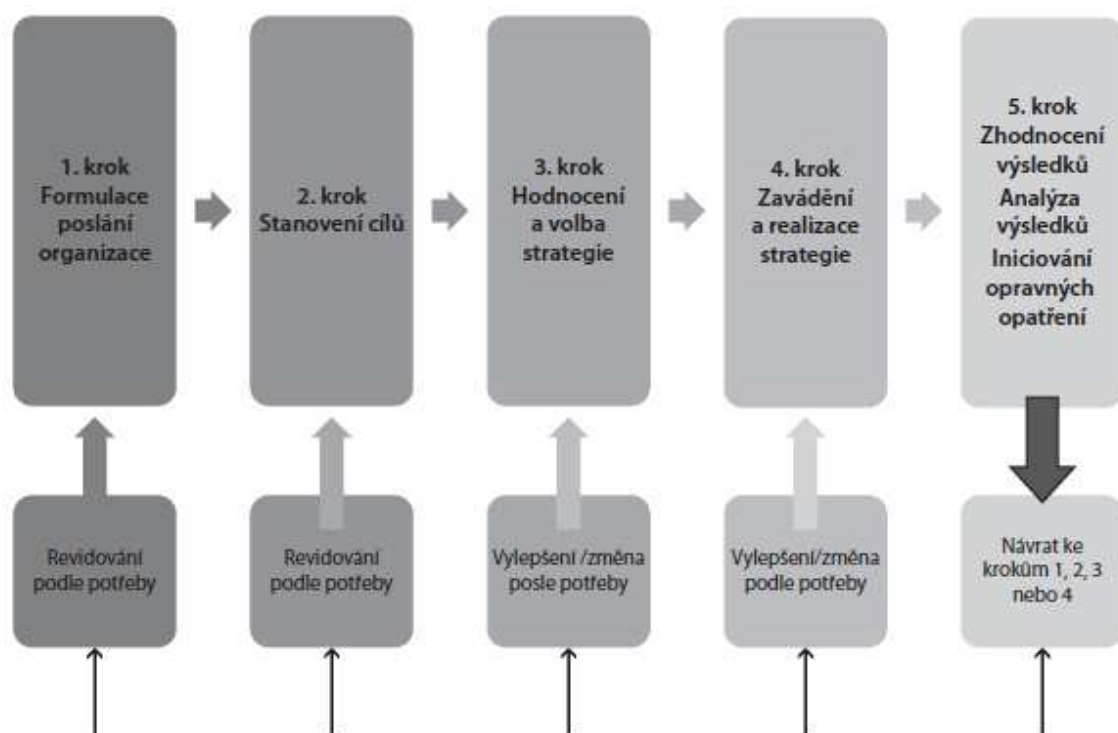 1. krok
Formulace
poslání
organizace
2. krok
Stanovení cílů
3. krok
Hodnocení
a volba
strategie
4. krok
Zavádění
a realizace
strategie
5. krok
Zhodnocení
výsledků
Analýza
výsledků
Iniciování
opravných
opatření
Revidování
podle potřeby
Revidování
podle potřeby
Vylepšení /změna
posle potřeby
Vylepšení/změna
podle potřeby
Návrat ke
krokům 1, 2, 3
nebo 4